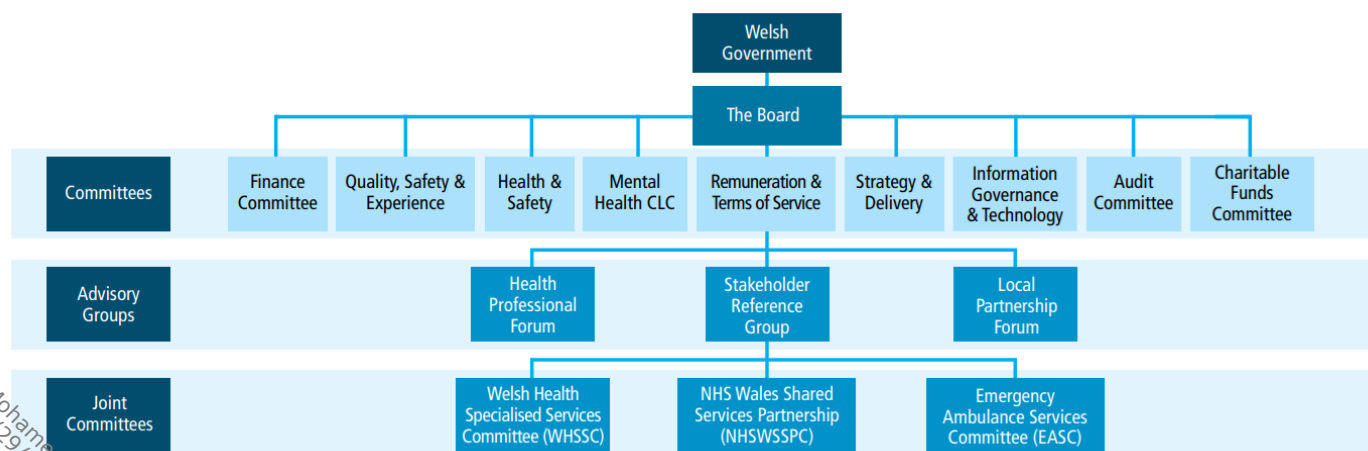 Welsh
Government
The Board
Committees
Finance
Committee
Quality, Safety &
Experience
Health &
Safety
Mental
Health CLC
Remuneration &
Terms of Service
Strategy &
Delivery
Information
Governance
& Technology
Audit
Committee
Charitable
Funds
Committee
Advisory
Groups
Health
Professional
Forum
Stakeholder
Reference
Group
Local
Partnership
Forum
Joint
Committees
Welsh Health
Specialised Services
Committee (WHSSC)
NHS Wales Shared
Services Partnership
(NHSWSSPC)
Emergency
Ambulance Services
Committee (EASC)